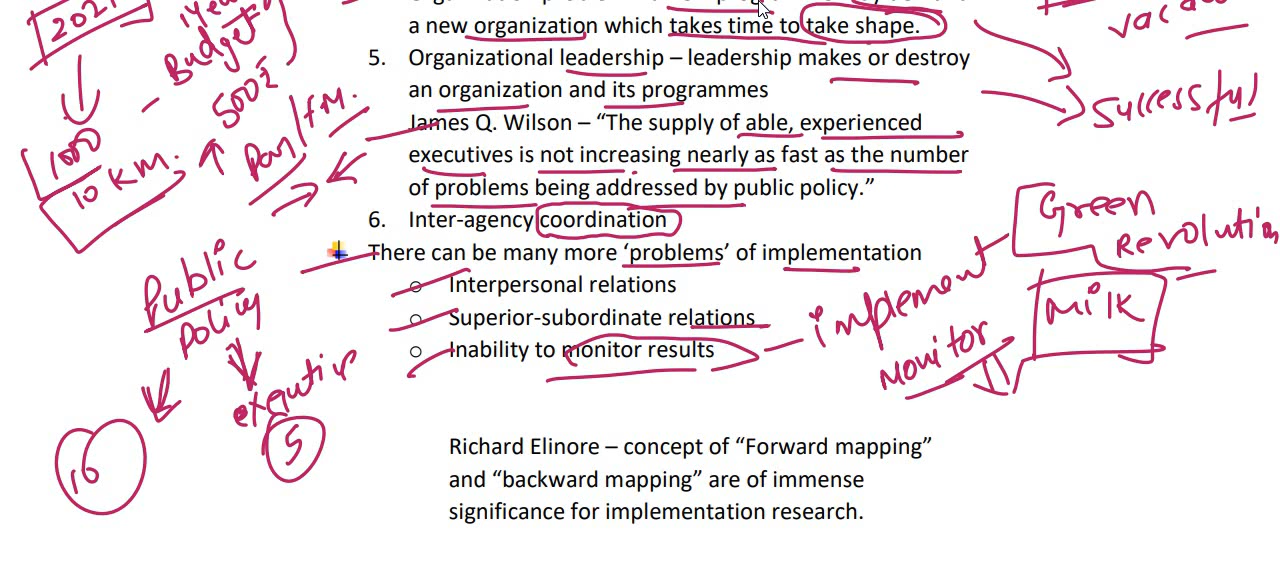 a new organization which takes time to take shape.
5. Organizational leadership – leadership makes or destroy
an organization and its programmes
James Q. Wilson – “The supply of able, experienced
executives is not increasing nearly as fast as the number
of problems being addressed by public policy.”
6. Inter-agency coordination
There can be many more ‘problems’ of implementation
o Interpersonal relations
o Superior-subordinate relations
o Inability to monitor results
Richard Elinore – concept of “Forward mapping”
and “backward mapping” are of immense
significance for implementation research.
2021
1year
Budget
1000
10 KM.
Public
Policy
16
5
Successful
Green
Revolution
Milk
implement
Monitor